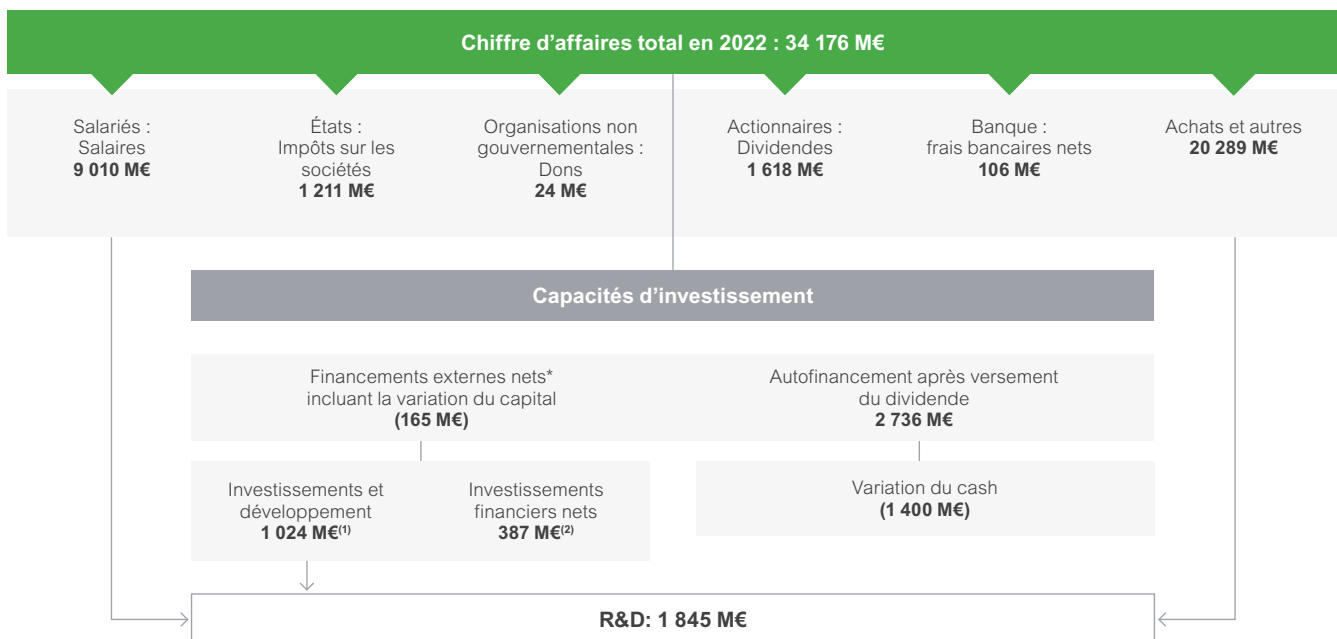 Chiffre d'affaires total en 2022 : 34 176 M€
Salariés :
Salaires
9 010 M€
États :
Impôts sur les
sociétés
1 211 M€
Organisations non
gouvernementales :
Dons
24 M€
Actionnaires :
Dividendes
1 618 M€
Banque :
frais bancaires nets
106 M€
Achats et autres
20 289 M€
Capacités d'investissement
Financements externes nets*
incluant la variation du capital
(165 M€)
Autofinancement après versement
du dividende
2 736 M€
Investissements et
développement
1 024 M€(1)
Investissements
financiers nets
387 M€(2)
Variation du cash
(1 400 M€)
R&D: 1 845 M€